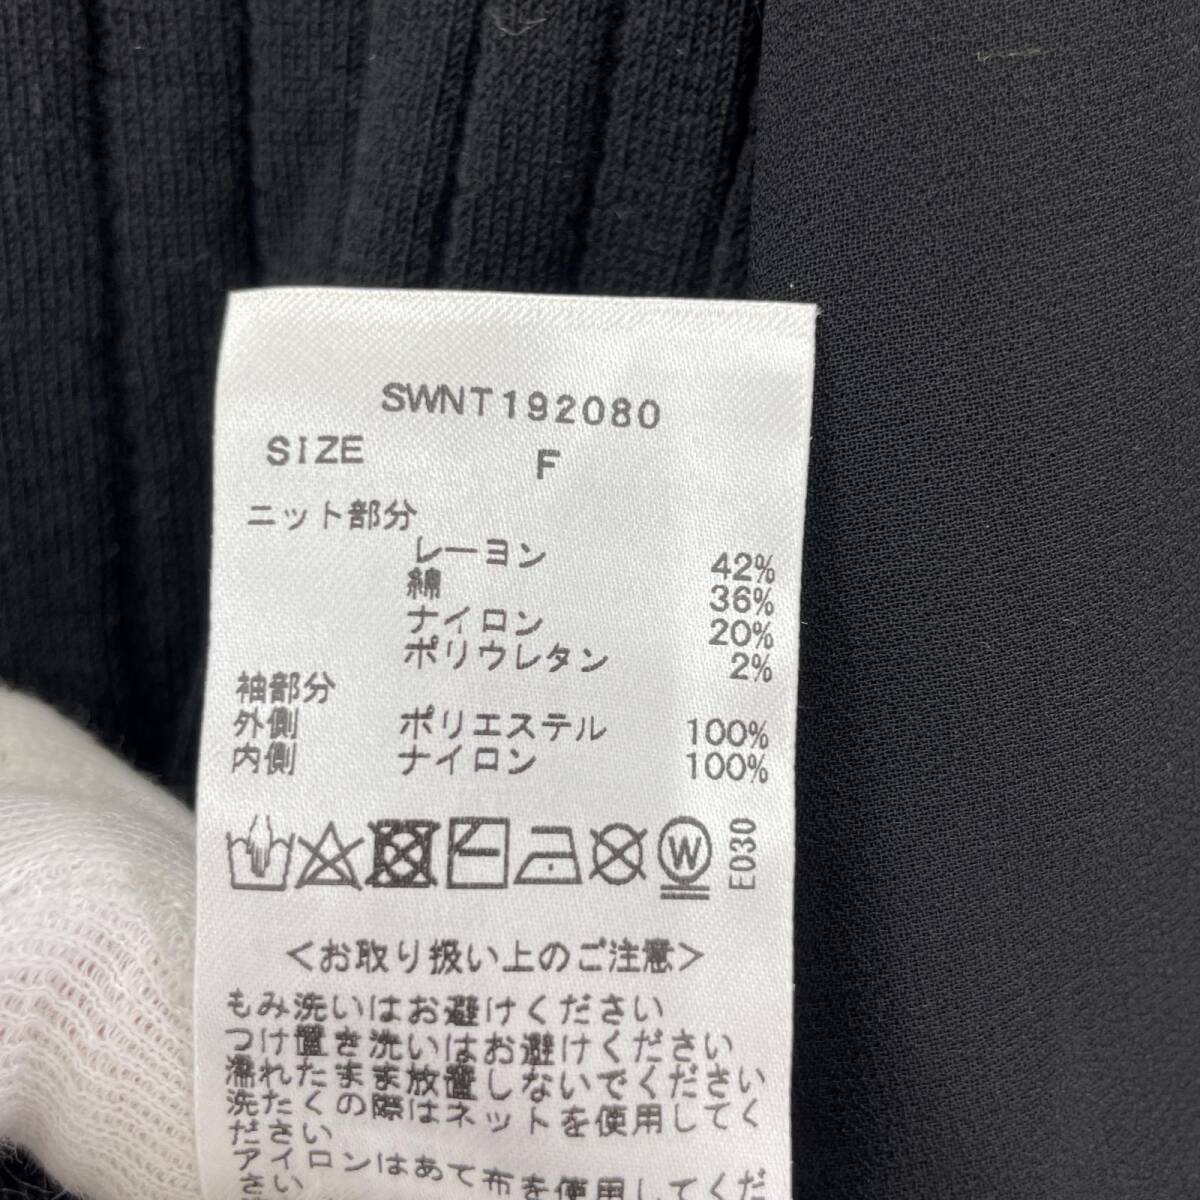 SWNT192080
SIZE F
ニット部分
レーヨン 42%
綿 36%
ナイロン 20%
ポリウレタン 2%
袖部分
外側 ポリエステル 100%
内側 ナイロン 100%
W E030
<お取り扱い上のご注意>
もみ洗いはお避けください
つけ置き洗いはお避けください
濡れたまま放置しないでください
洗たくの際はネットを使用してく
ださい
アイロンはあて布を使用してくだ
さい